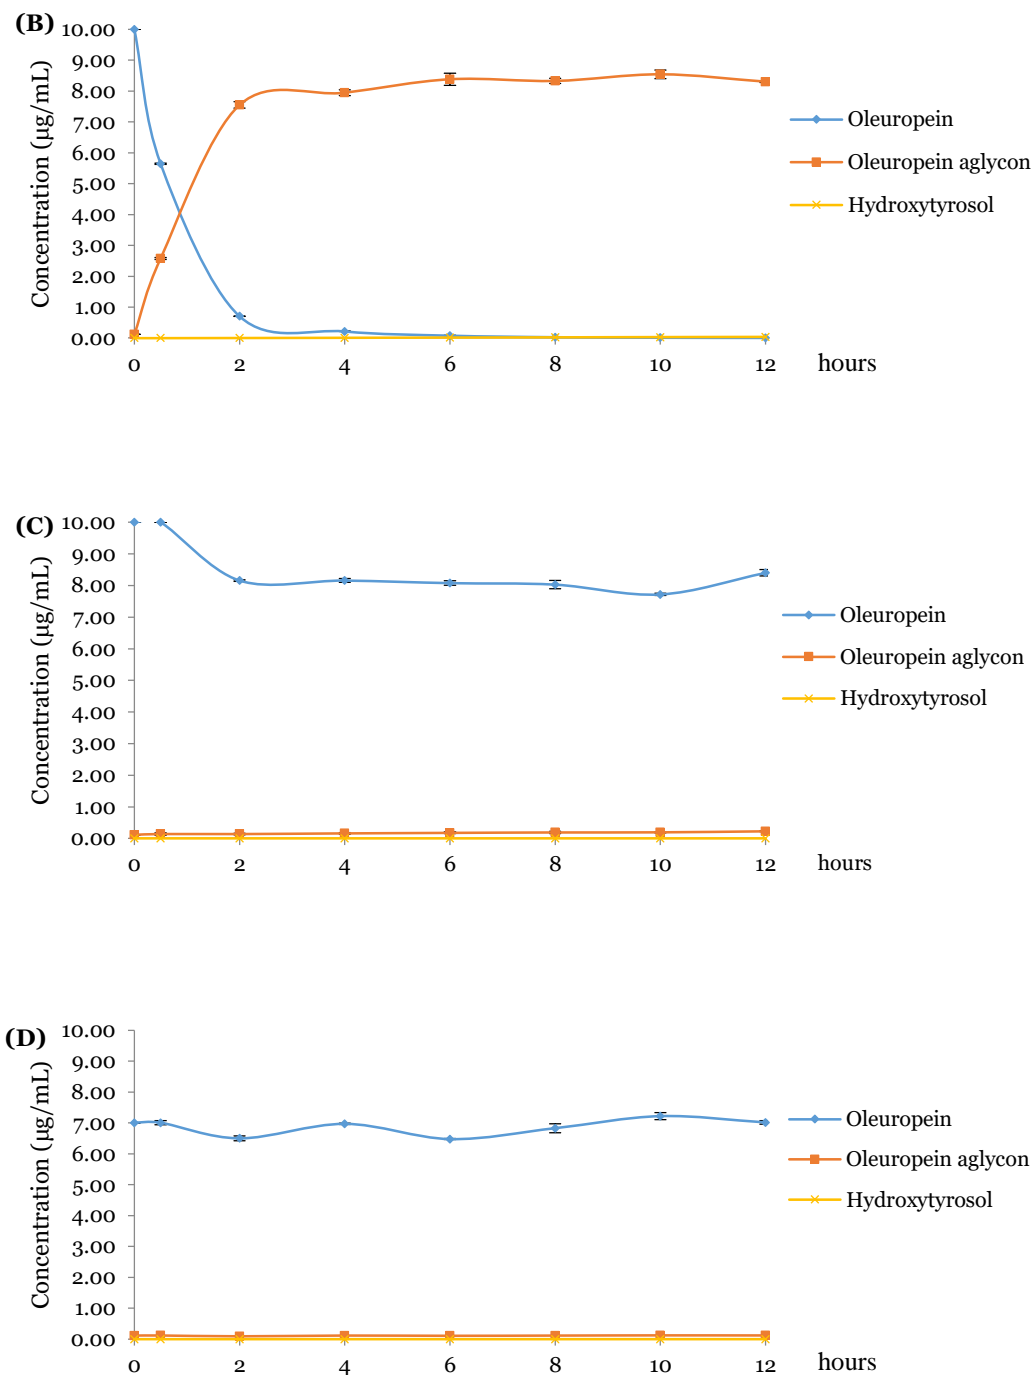 (B)
Concentration (µg/mL)
10.00
9.00
8.00
7.00
6.00
5.00
4.00
3.00
2.00
1.00
0.00
0 2 4 6 8 10 12 hours
Oleuropein
Oleuropein aglycon
Hydroxytyrosol
(C)
Concentration (µg/mL)
10.00
9.00
8.00
7.00
6.00
5.00
4.00
3.00
2.00
1.00
0.00
0 2 4 6 8 10 12 hours
Oleuropein
Oleuropein aglycon
Hydroxytyrosol
(D)
Concentration (µg/mL)
10.00
9.00
8.00
7.00
6.00
5.00
4.00
3.00
2.00
1.00
0.00
0 2 4 6 8 10 12 hours
Oleuropein
Oleuropein aglycon
Hydroxytyrosol